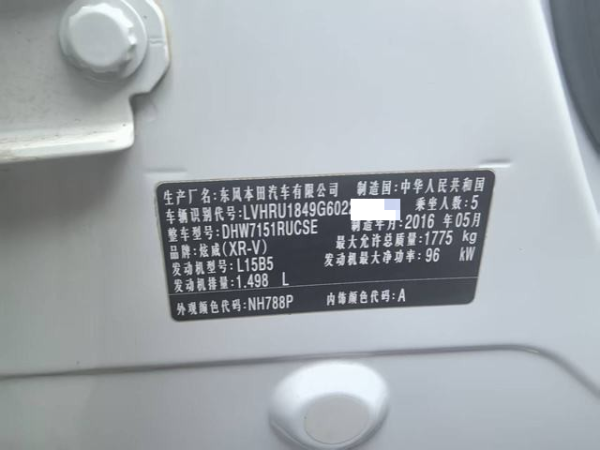 生产厂名:东风本田汽车有限公司 制造国:中华人民共和国
车辆识别代号:LVHRU1849G602 乘坐人数:5
整车型号:DHW7151RUCSE 制造年月:2016 年 05月
品牌:炫威(XR-V) 最大允许总质量:1775 kg
发动机型号:L15B5 发动机最大净功率:96 kW
发动机排量:1.498 L
外观颜色代码:NH788P 内饰颜色代码:A